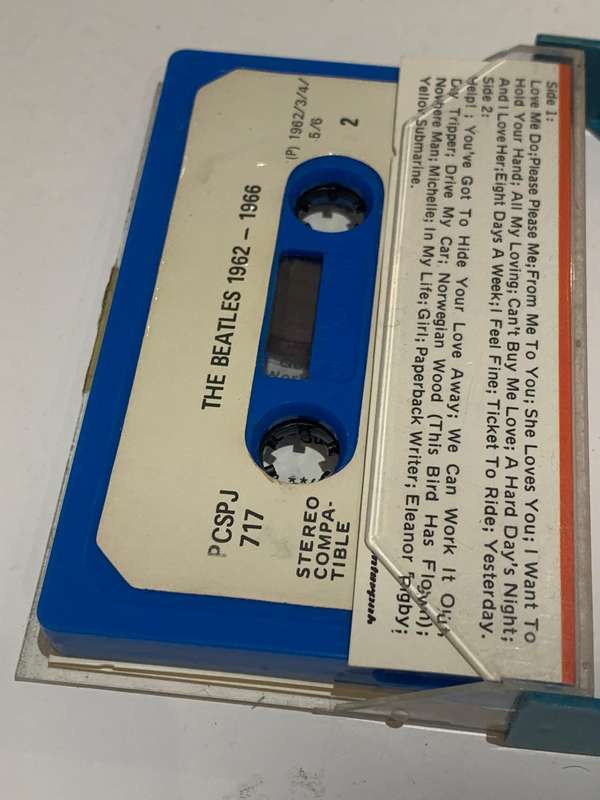 Side 1:
Love Me Do;Please Please Me;From Me To You; She Loves You; I Want To
Hold Your Hand; All My Loving; Can't Buy Me Love; A Hard Day's Night;
And I Love Her;Eight Days A Week;I Feel Fine; Ticket To Ride; Yesterday.
Side 2:
Help! ; You've Got To Hide Your Love Away; We Can Work It Out;
Day Tripper; Drive My Car; Norwegian Wood (This Bird Has Flown);
Nowhere Man; Michelle; In My Life; Girl; Paperback Writer; Eleanor Rigby;
Yellow Submarine.
(P) 1962/3/4/
5/6
2
THE BEATLES 1962 – 1966
PCSPJ
717
STEREO
COMPA-
TIBLE